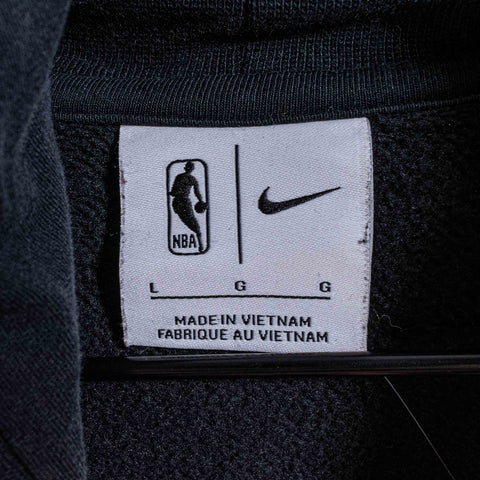 NBA
L G G
MADE IN VIETNAM
FABRIQUE AU VIETNAM